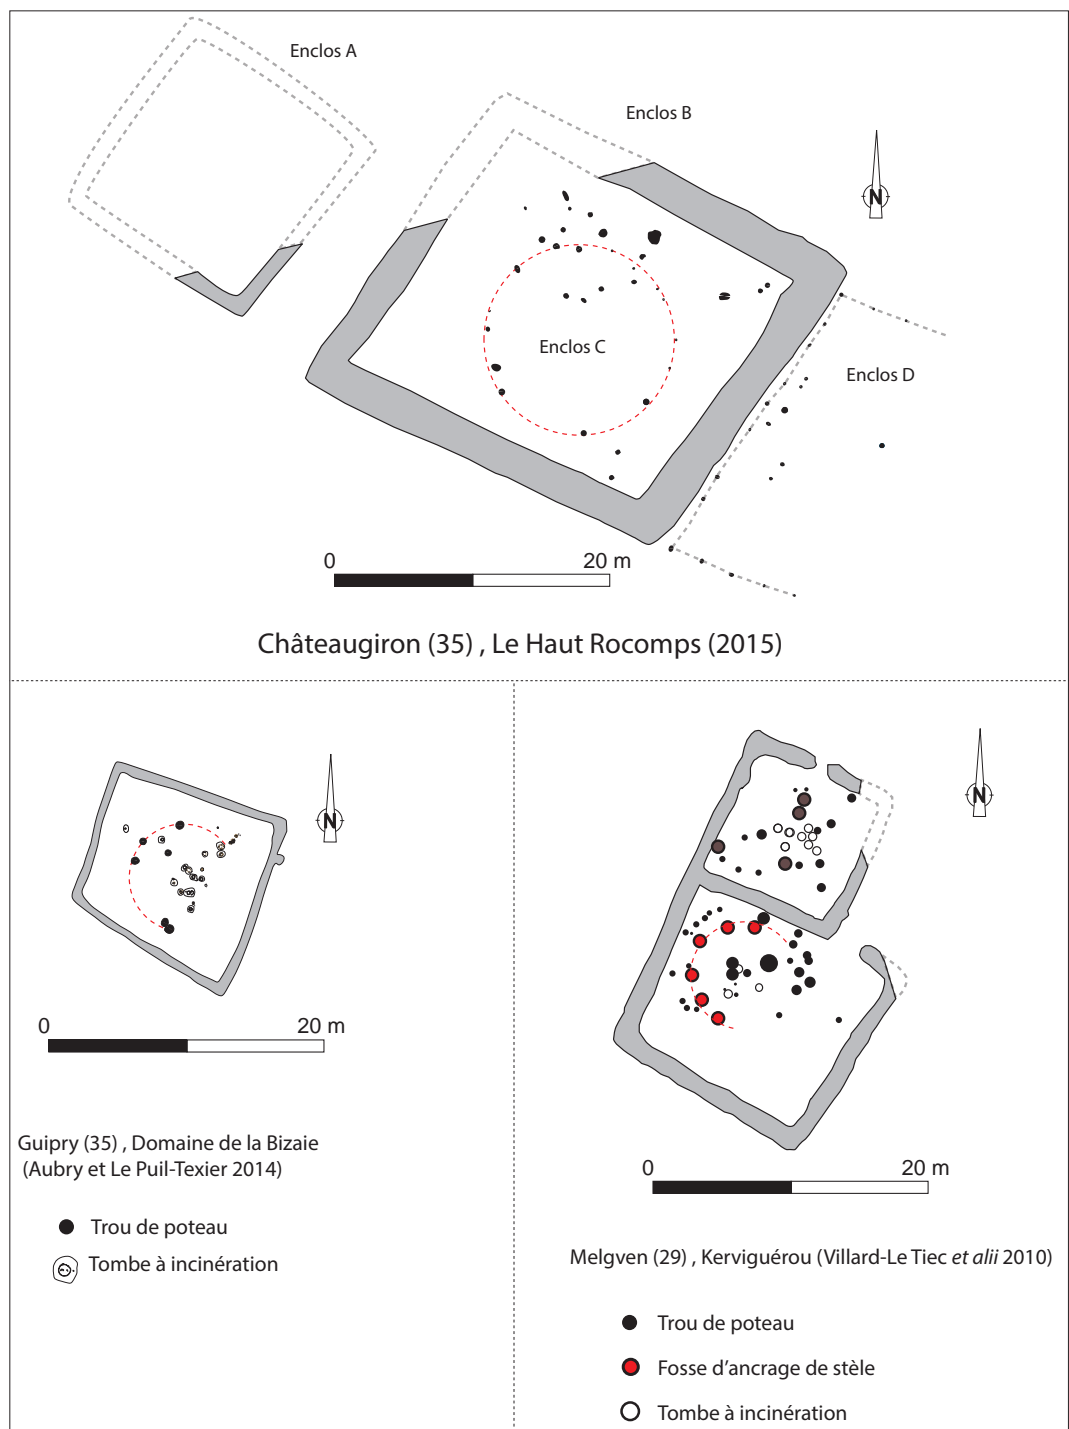 Enclos A
Enclos B
N
Enclos C
Enclos D
0 20 m
Châteaugiron (35) , Le Haut Rocomps (2015)
N
0 20 m
Guipry (35) , Domaine de la Bizaie
(Aubry et Le Puil-Texier 2014)
Trou de poteau
Tombe à incinération
N
0 20 m
Melgven (29) , Kerviguérou (Villard-Le Tiec et alii 2010)
Trou de poteau
Fosse d'ancrage de stèle
Tombe à incinération